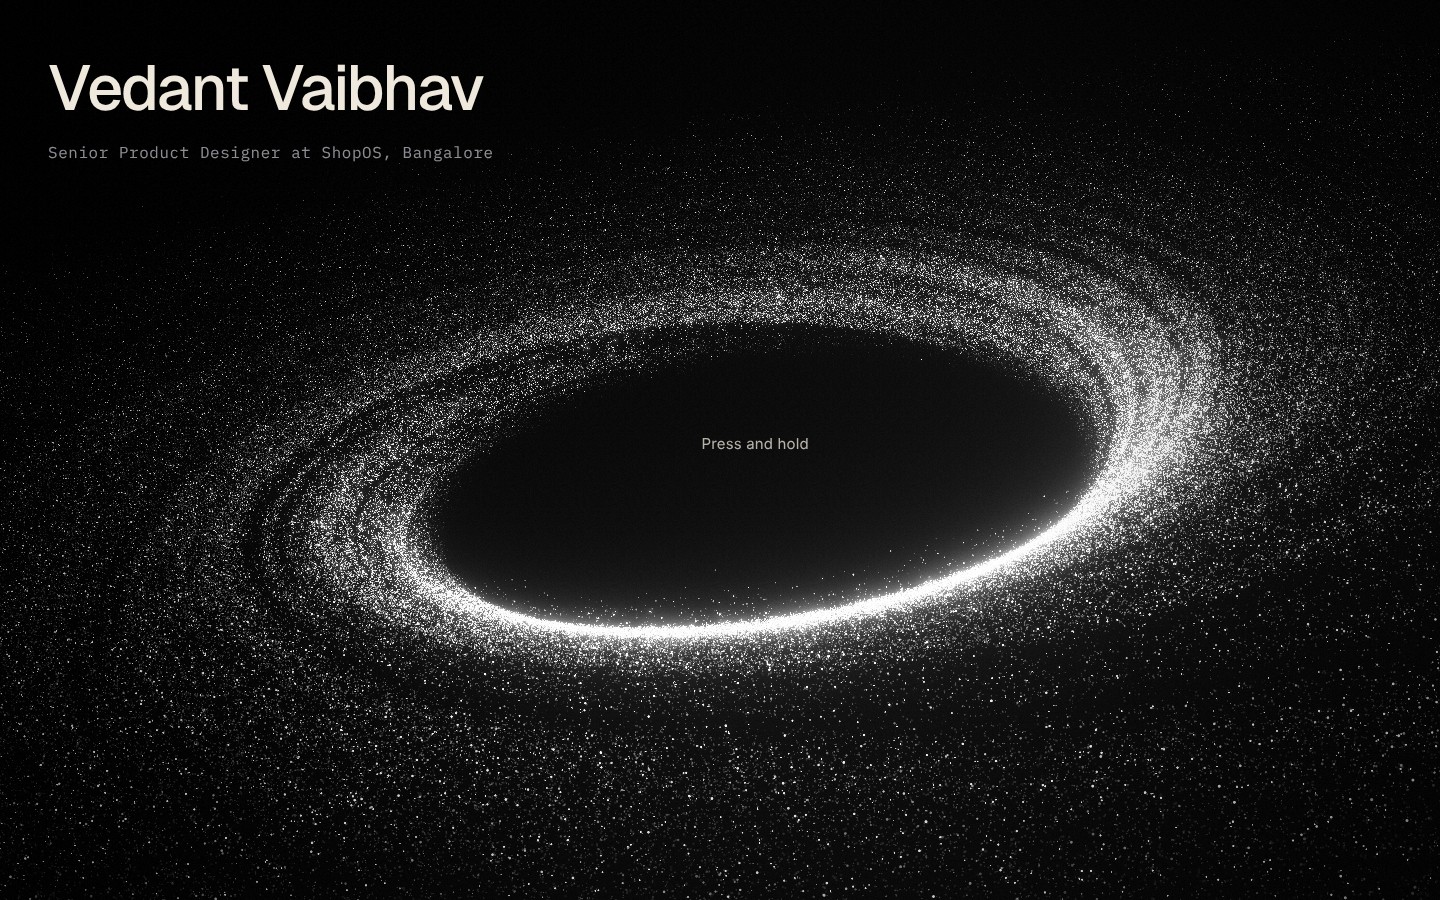 Vedant Vaibhav
Senior Product Designer at ShopOS, Bangalore
Press and hold